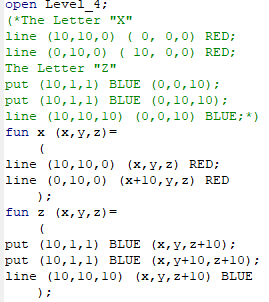 open Level_4;
(*The Letter "X"
line (10,10,0) ( 0, 0,0) RED;
line (0,10,0) ( 10, 0,0) RED;
The Letter "Z"
put (10,1,1) BLUE (0,0,10);
put (10,1,1) BLUE (0,10,10);
line (10,10,10) (0,0,10) BLUE;*)
fun x (x,y,z)=
(
line (10,10,0) (x,y,z) RED;
line (0,10,0) (x+10,y,z) RED
);
fun z (x,y,z)=
(
put (10,1,1) BLUE (x,y,z+10);
put (10,1,1) BLUE (x,y+10,z+10);
line (10,10,10) (x,y,z+10) BLUE
);